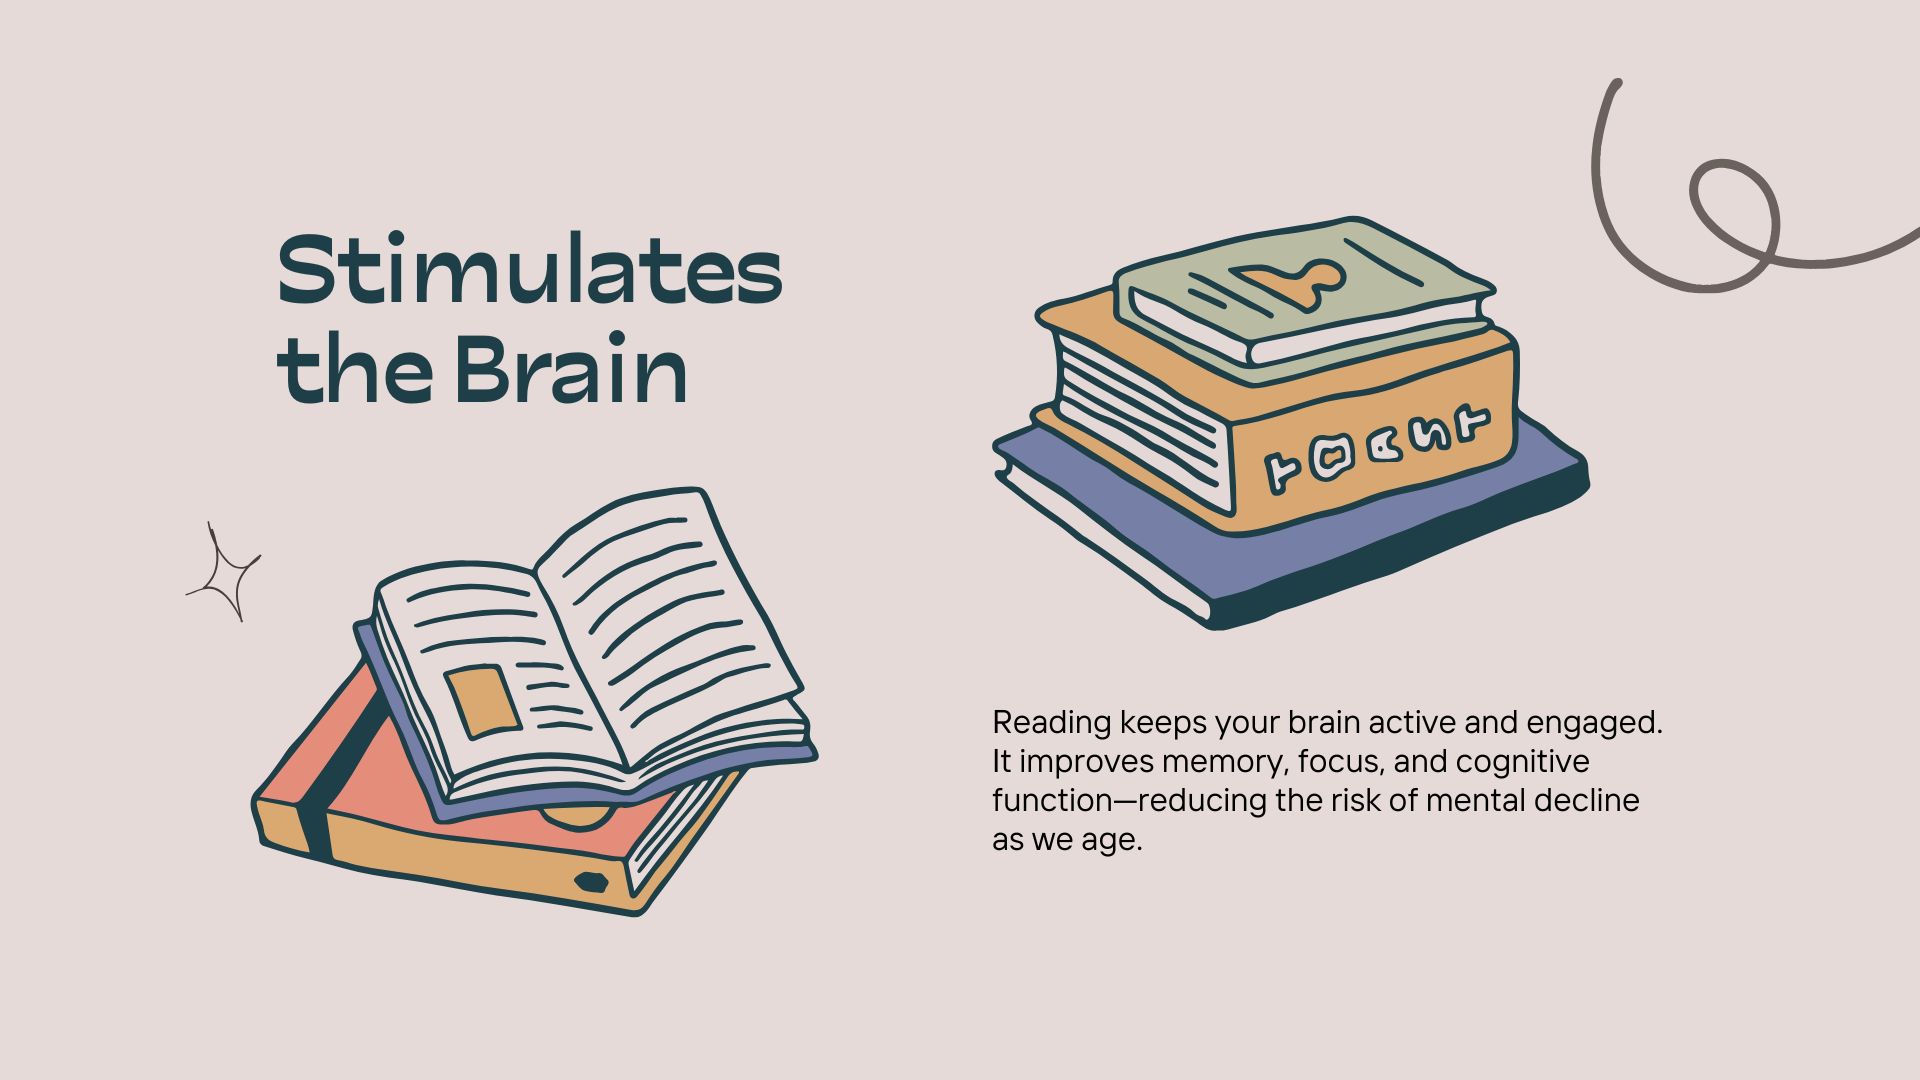 Stimulates
the Brain
Reading keeps your brain active and engaged.
It improves memory, focus, and cognitive
function—reducing the risk of mental decline
as we age.